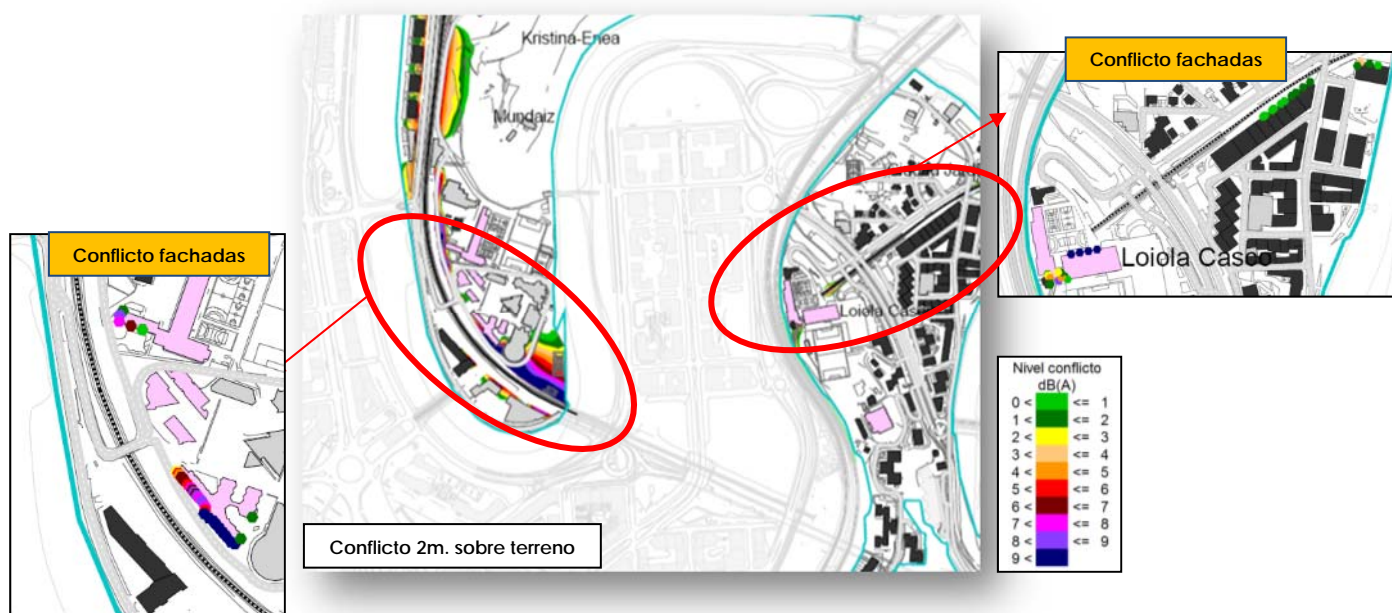 Conflicto fachadas
Kristina-Enea
Mundaiz
Loiola Casco
Conflicto 2m. sobre terreno
Conflicto fachadas
Loiola Casco
Nivel conflicto
dB(A)
0 < <= 1
1 < <= 2
2 < <= 3
3 < <= 4
4 < <= 5
5 < <= 6
6 < <= 7
7 < <= 8
8 < <= 9
9 <